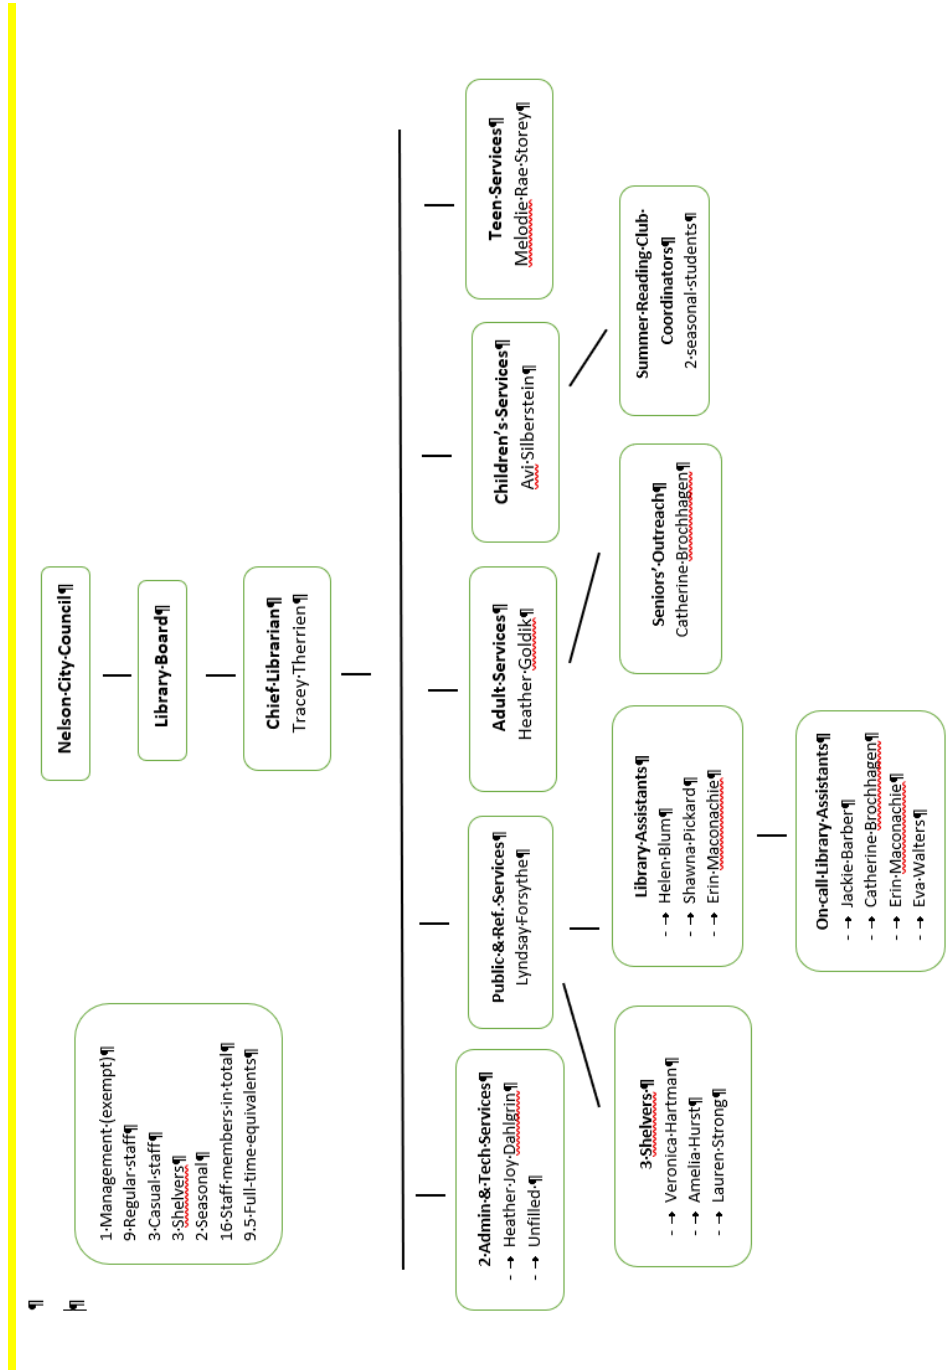 1 Management (exempt)¶
9 Regular staff¶
3 Casual staff¶
3 Shelvers¶
2 Seasonal¶
16 Staff members in total¶
9.5 Full-time equivalents¶
Nelson City Council¶
Library Board¶
Chief Librarian¶
Tracey Therrien¶
2 Admin & Tech Services¶
- → Heather Joy Dahlgrin¶
- → Unfilled ¶
Public & Ref. Services¶
Lyndsay Forsythe¶
Adult Services¶
Heather Goldik¶
Children's Services¶
Avi Silberstein¶
Teen Services¶
Melodie Rae Storey¶
3 Shelvers ¶
- → Veronica Hartman¶
- → Amelia Hurst¶
- → Lauren Strong¶
Library Assistants¶
- → Helen Blum¶
- → Shawna Pickard¶
- → Erin Maconachie¶
Seniors' Outreach¶
Catherine Brochhagen¶
Summer Reading Club
Coordinators¶
2 seasonal students¶
On-call Library Assistants¶
- → Jackie Barber¶
- → Catherine Brochhagen¶
- → Erin Maconachie¶
- → Eva Walters¶